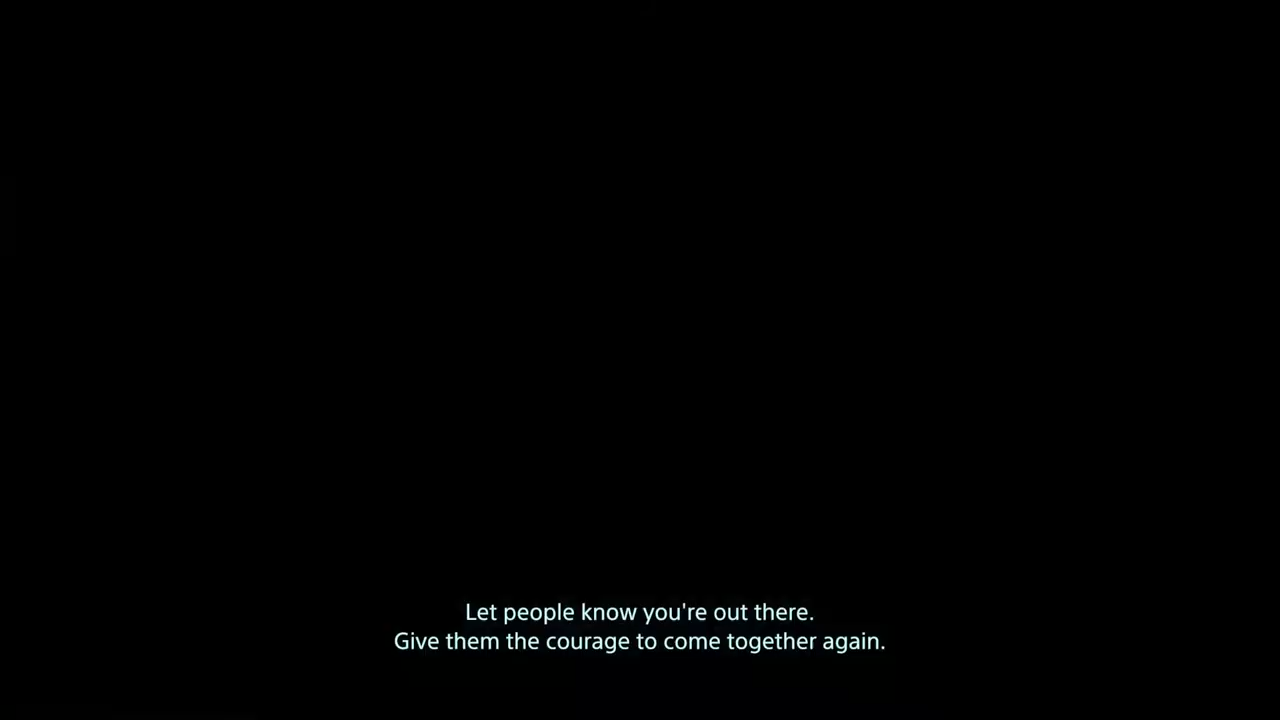 Let people know you're out there.
Give them the courage to come together again.